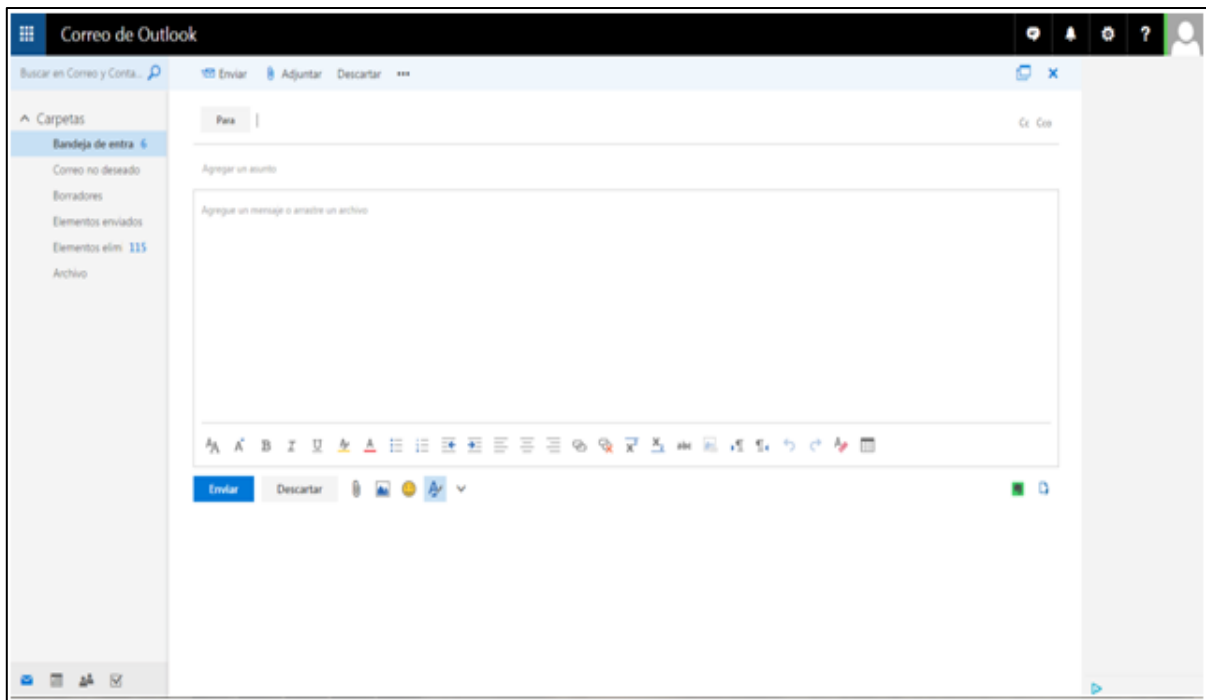 Correo de Outlook
?
Buscar en Correo y Conta...
Enviar Adjuntar Descartar ...
Carpetas
Para
Cc Cco
Bandeja de entra 6
Correo no deseado
Agregar un asunto
Borradores
Agregue un mensaje o arrastre un archivo
Elementos enviados
Elementos elim 115
Archivo
Enviar Descartar